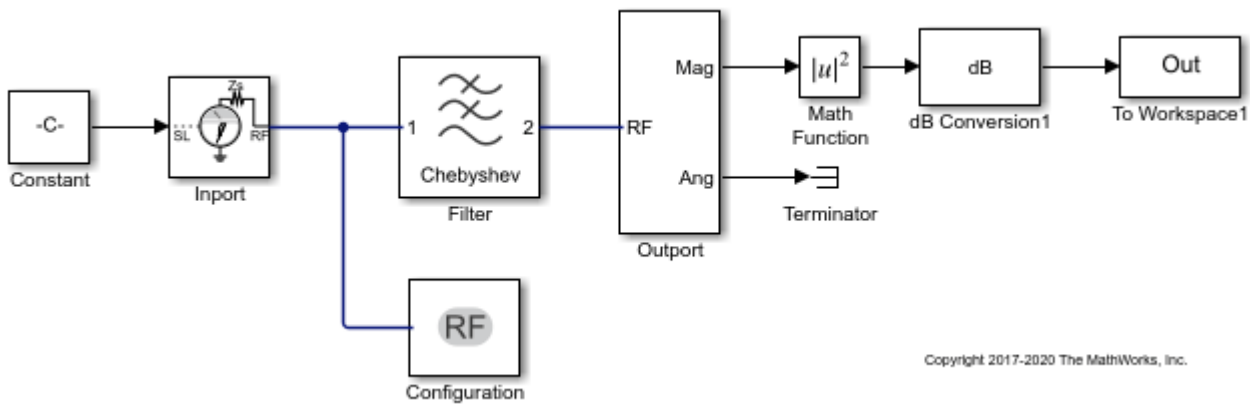 -C-
Constant
Zs
SL
RF
Inport
1
2
Chebyshev
Filter
RF
Configuration
Mag
RF
Ang
Outport
|u|²
Math
Function
Terminator
dB
dB Conversion1
Out
To Workspace1
Copyright 2017-2020 The MathWorks, Inc.